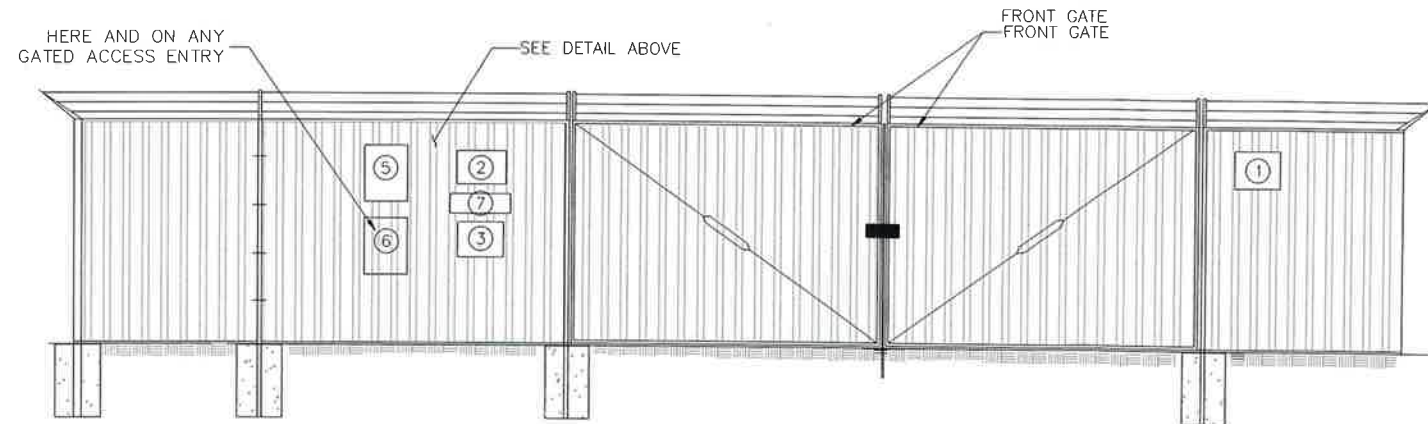 FRONT GATE
FRONT GATE
HERE AND ON ANY
GATED ACCESS ENTRY
SEE DETAIL ABOVE
5
2
1
7
6
3